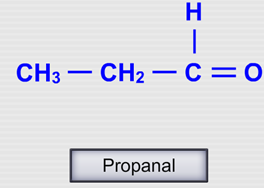 H
CH₃ — CH₂ — C = O
Propanal